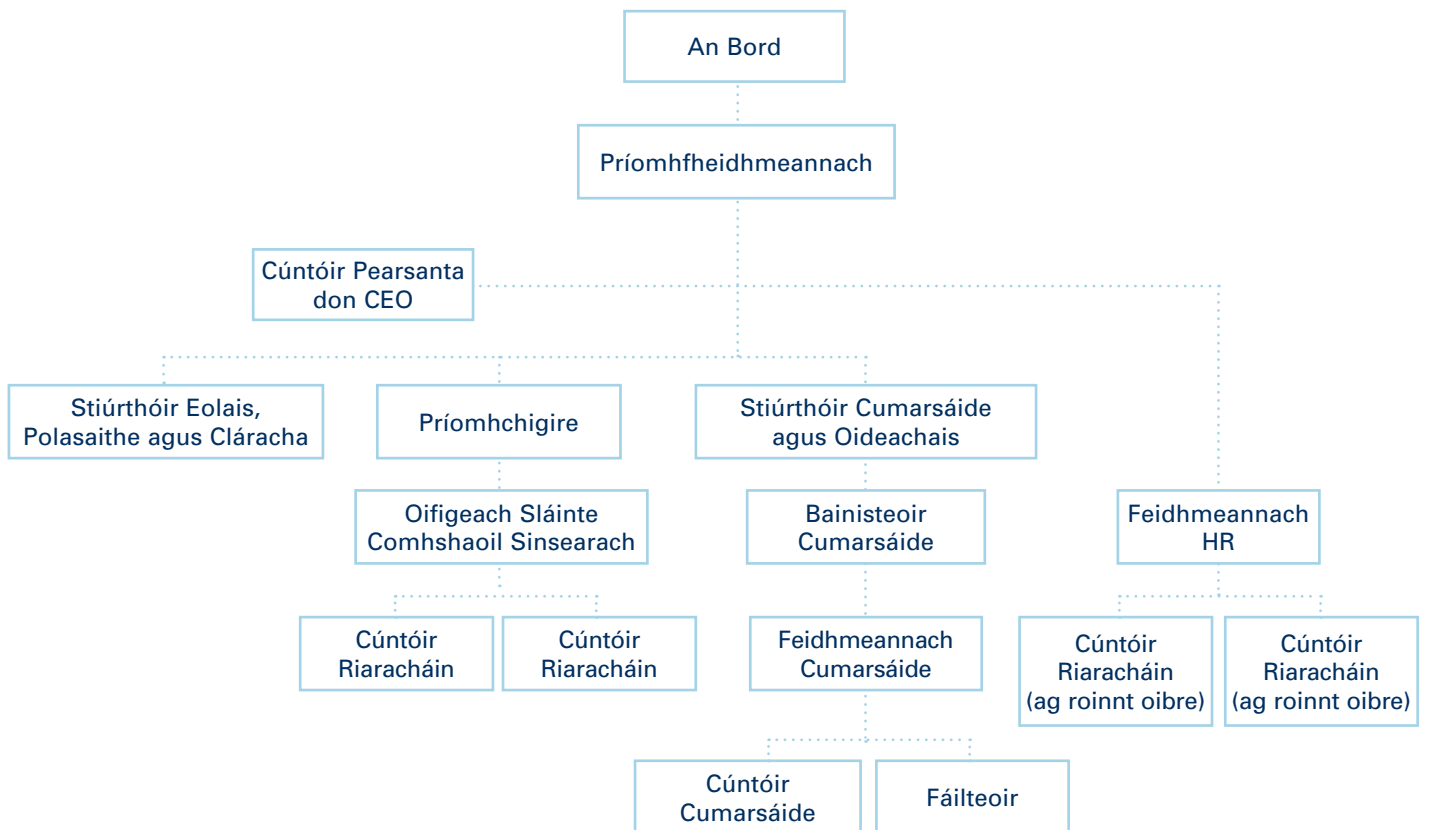 An Bord
Príomhfheidhmeannach
Cúntóir Pearsanta
don CEO
Stiúrthóir Eolais,
Polasaithe agus Cláracha
Príomhchigire
Stiúrthóir Cumarsáide
agus Oideachais
Oifigeach Sláinte
Comhshaoil Sinsearach
Bainisteoir
Cumarsáide
Feidhmeannach
HR
Cúntóir
Riaracháin
Cúntóir
Riaracháin
Feidhmeannach
Cumarsáide
Cúntóir
Riaracháin
(ag roinnt oibre)
Cúntóir
Riaracháin
(ag roinnt oibre)
Cúntóir
Cumarsáide
Fáilteoir